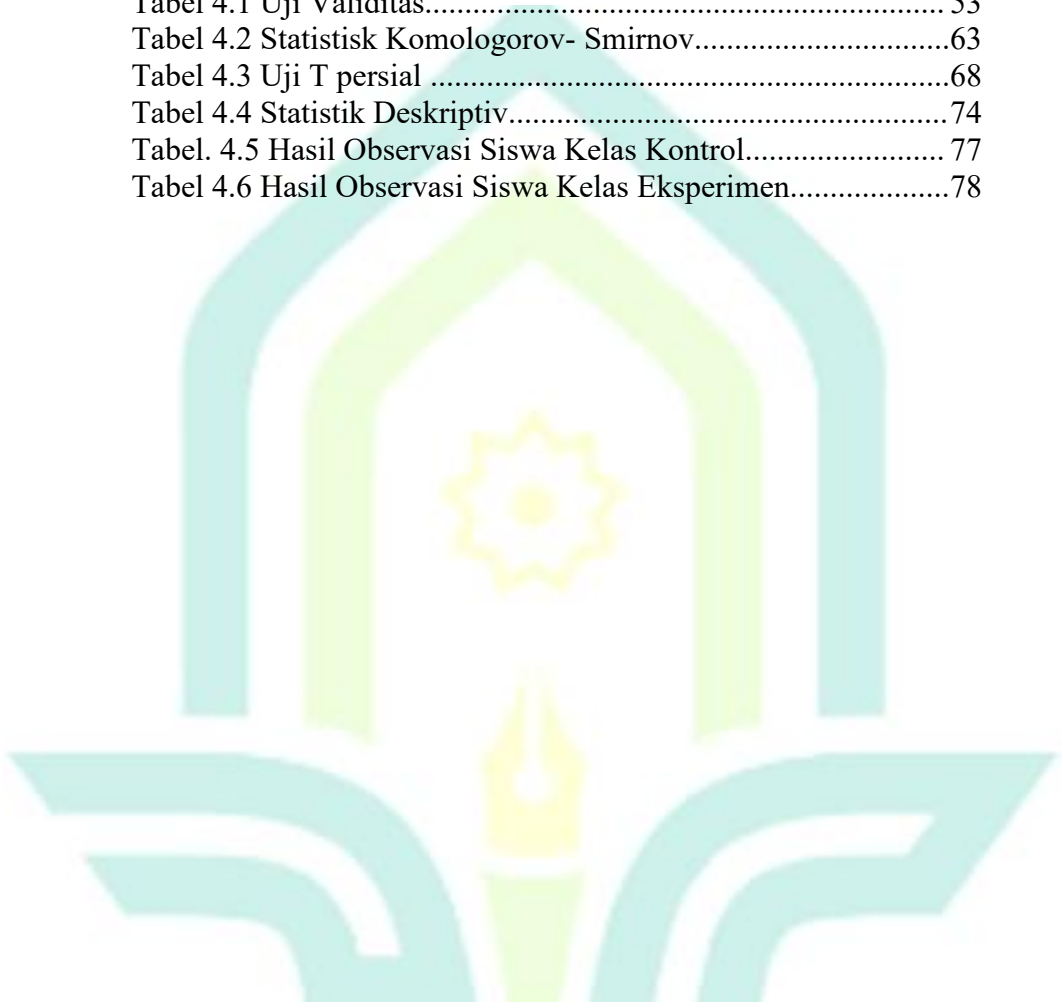 Tabel 4.1 Uji Validitas................................................................. 53
Tabel 4.2 Statistisk Komologorov- Smirnov................................63
Tabel 4.3 Uji T persial .................................................................68
Tabel 4.4 Statistik Deskriptiv.......................................................74
Tabel. 4.5 Hasil Observasi Siswa Kelas Kontrol......................... 77
Tabel 4.6 Hasil Observasi Siswa Kelas Eksperimen....................78